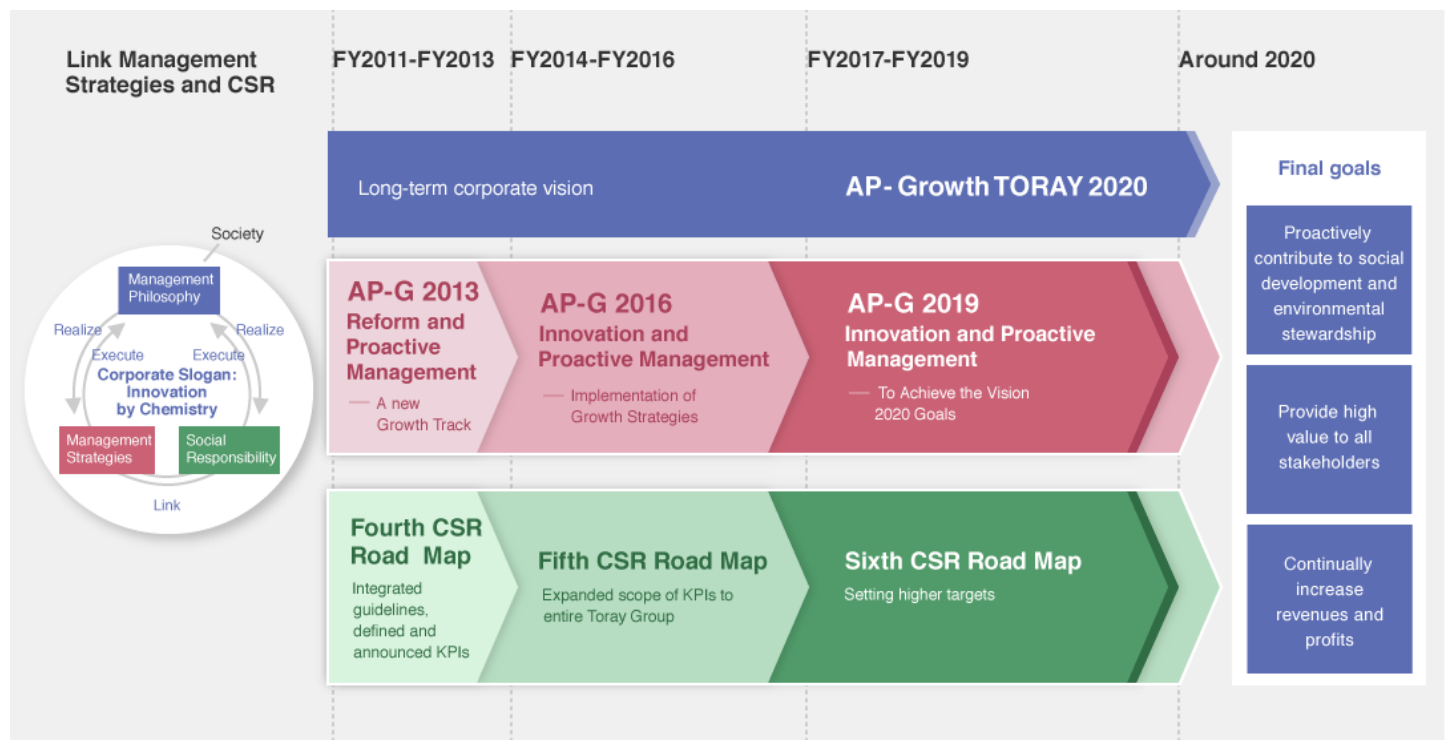 Link Management
Strategies and CSR
FY2011-FY2013
FY2014-FY2016
FY2017-FY2019
Around 2020
Long-term corporate vision
AP- Growth TORAY 2020
Society
Management
Philosophy
Realize
Realize
Execute
Execute
Corporate Slogan:
Innovation
by Chemistry
Management
Strategies
Social
Responsibility
Link
AP-G 2013
Reform and
Proactive
Management
— A new
Growth Track
AP-G 2016
Innovation and
Proactive Management
— Implementation of
Growth Strategies
AP-G 2019
Innovation and Proactive
Management
— To Achieve the Vision
2020 Goals
Fourth CSR
Road Map
Integrated
guidelines,
defined and
announced KPIs
Fifth CSR Road Map
Expanded scope of KPIs to
entire Toray Group
Sixth CSR Road Map
Setting higher targets
Final goals
Proactively
contribute to social
development and
environmental
stewardship
Provide high
value to all
stakeholders
Continually
increase
revenues and
profits